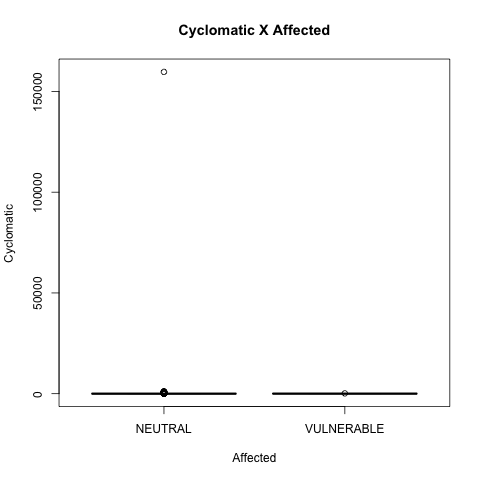 Cyclomatic X Affected
150000
100000
50000
0
Cyclomatic
NEUTRAL
VULNERABLE
Affected